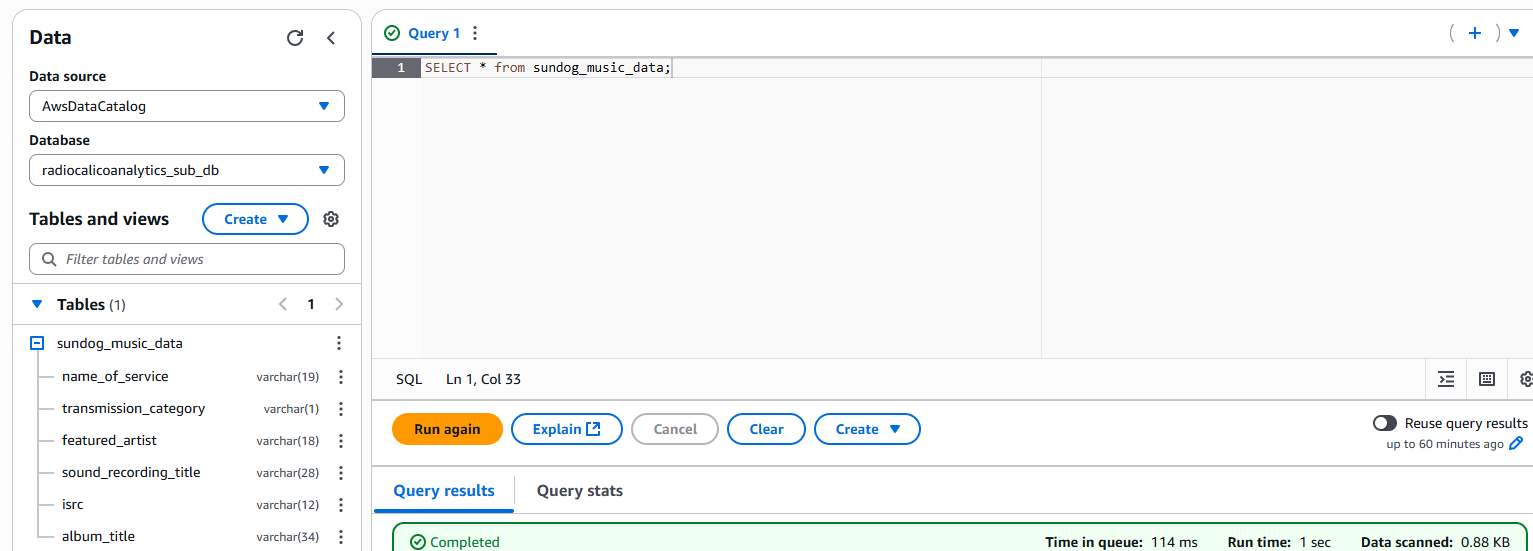 Data
Data source
AwsDataCatalog
Database
radiocalicoanalytics_sub_db
Tables and views
Create
Filter tables and views
Tables (1)
1
sundog_music_data
name_of_service varchar(19)
transmission_category varchar(1)
featured_artist varchar(18)
sound_recording_title varchar(28)
isrc varchar(12)
album_title varchar(34)
Query 1
1 SELECT * from sundog_music_data;
SQL Ln 1, Col 33
Run again Explain Cancel Clear Create
Reuse query results
up to 60 minutes ago
Query results Query stats
Completed Time in queue: 114 ms Run time: 1 sec Data scanned: 0.88 KB